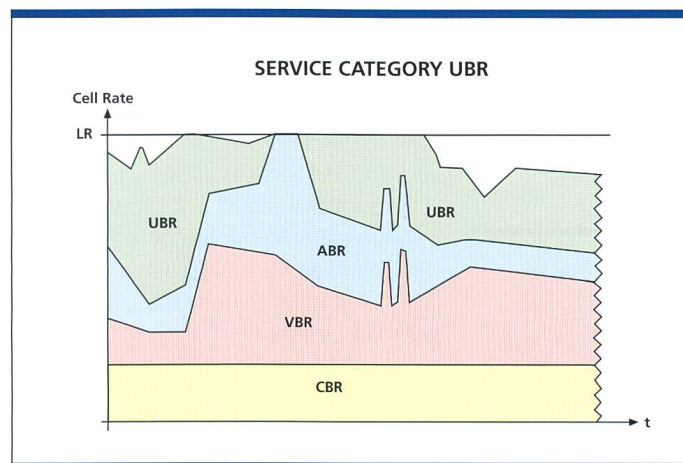 SERVICE CATEGORY UBR
Cell Rate
LR
UBR
UBR
ABR
VBR
CBR
t